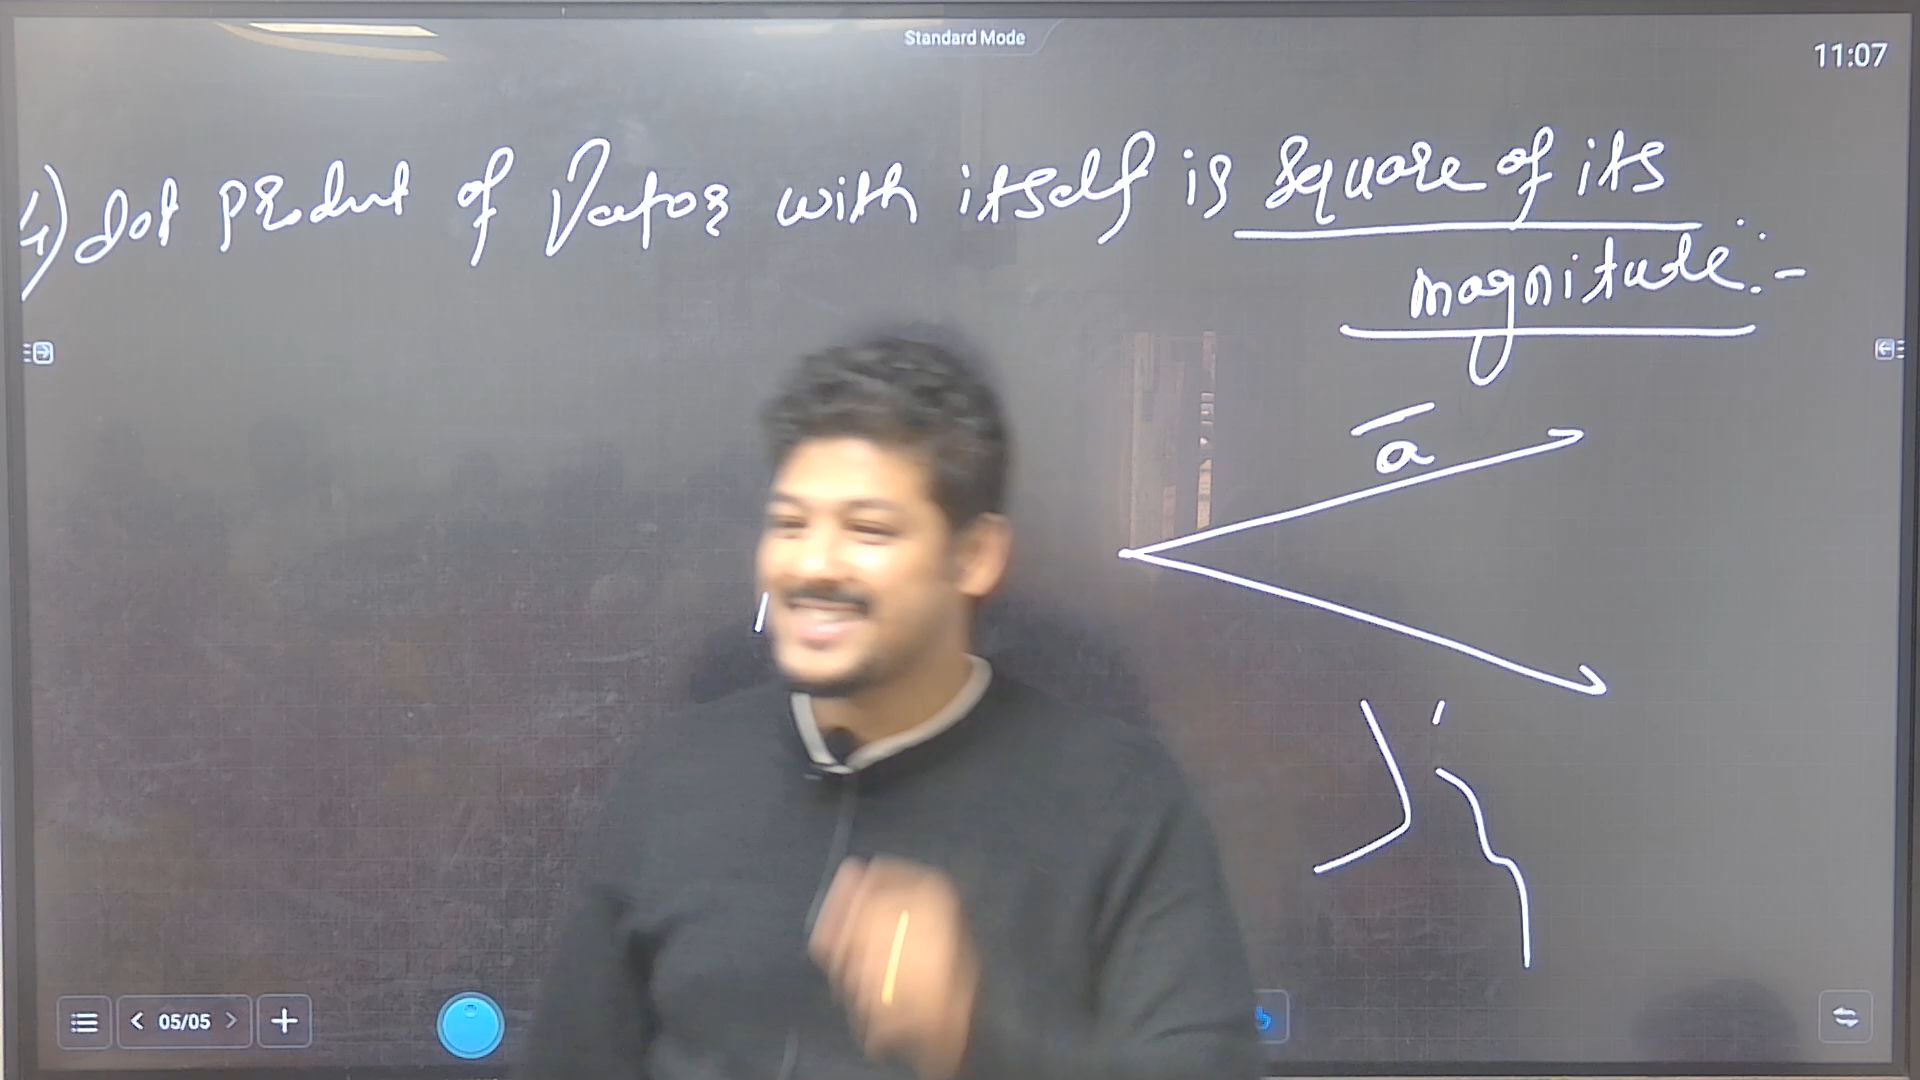 Standard Mode
11:07
4) dot product of Vector with itself is square of its
magnitude :-
a
05/05